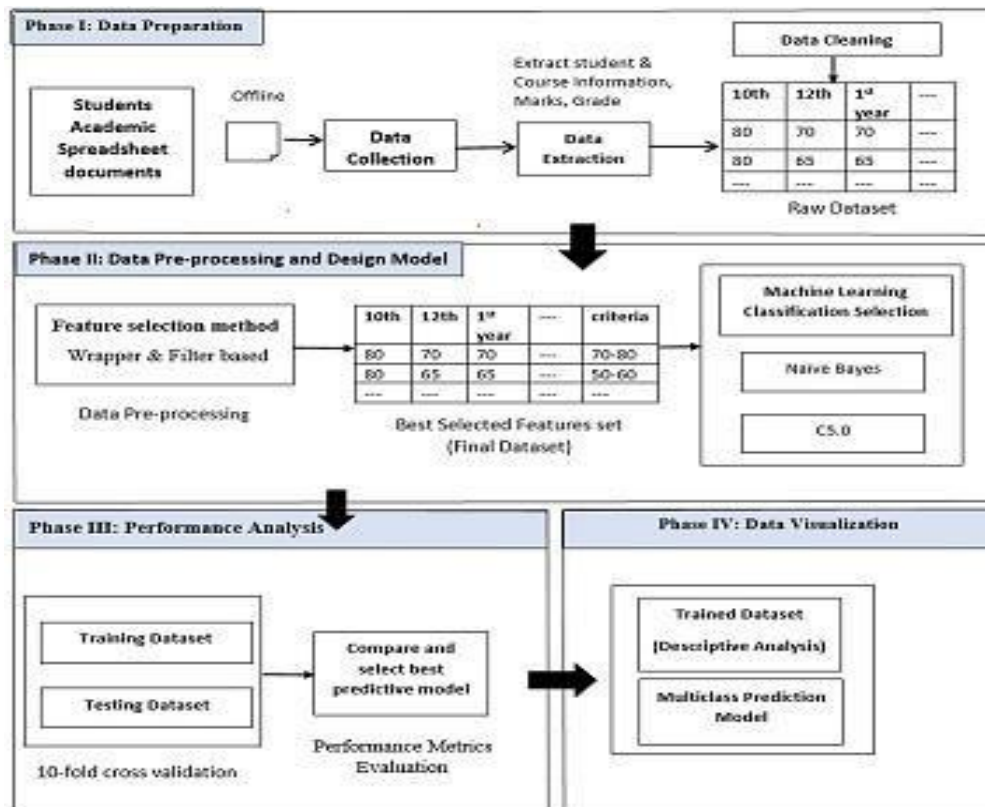 Phase I: Data Preparation
Students
Academic
Spreadsheet
documents
Offline
Data
Collection
Extract student &
Course Information,
Marks, Grade
Data
Extraction
Data Cleaning
10th 12th 1st year ---
80 70 70 ---
80 65 65 ---
--- --- --- ---
Raw Dataset
Phase II: Data Pre-processing and Design Model
Feature selection method
Wrapper & Filter based
Data Pre-processing
10th 12th 1st year --- criteria
80 70 70 --- 70-80
80 65 65 --- 50-60
--- --- --- --- ---
Best Selected Features set
(Final Dataset)
Machine Learning
Classification Selection
Naive Bayes
C5.0
Phase III: Performance Analysis
Training Dataset
Testing Dataset
10-fold cross validation
Compare and
select best
predictive model
Performance Metrics
Evaluation
Phase IV: Data Visualization
Trained Dataset
(Descriptive Analysis)
Multiclass Prediction
Model